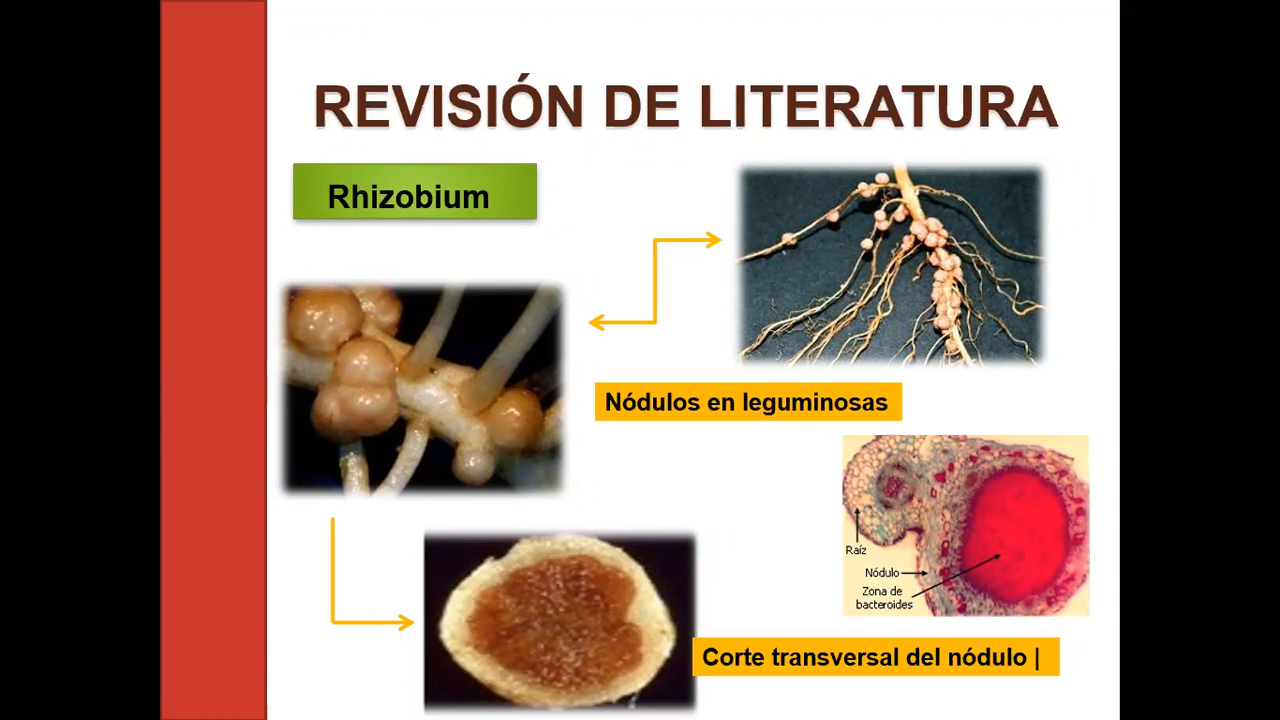 REVISIÓN DE LITERATURA
Rhizobium
Nódulos en leguminosas
Raíz
Nódulo
Zona de
bacteroides
Corte transversal del nódulo |